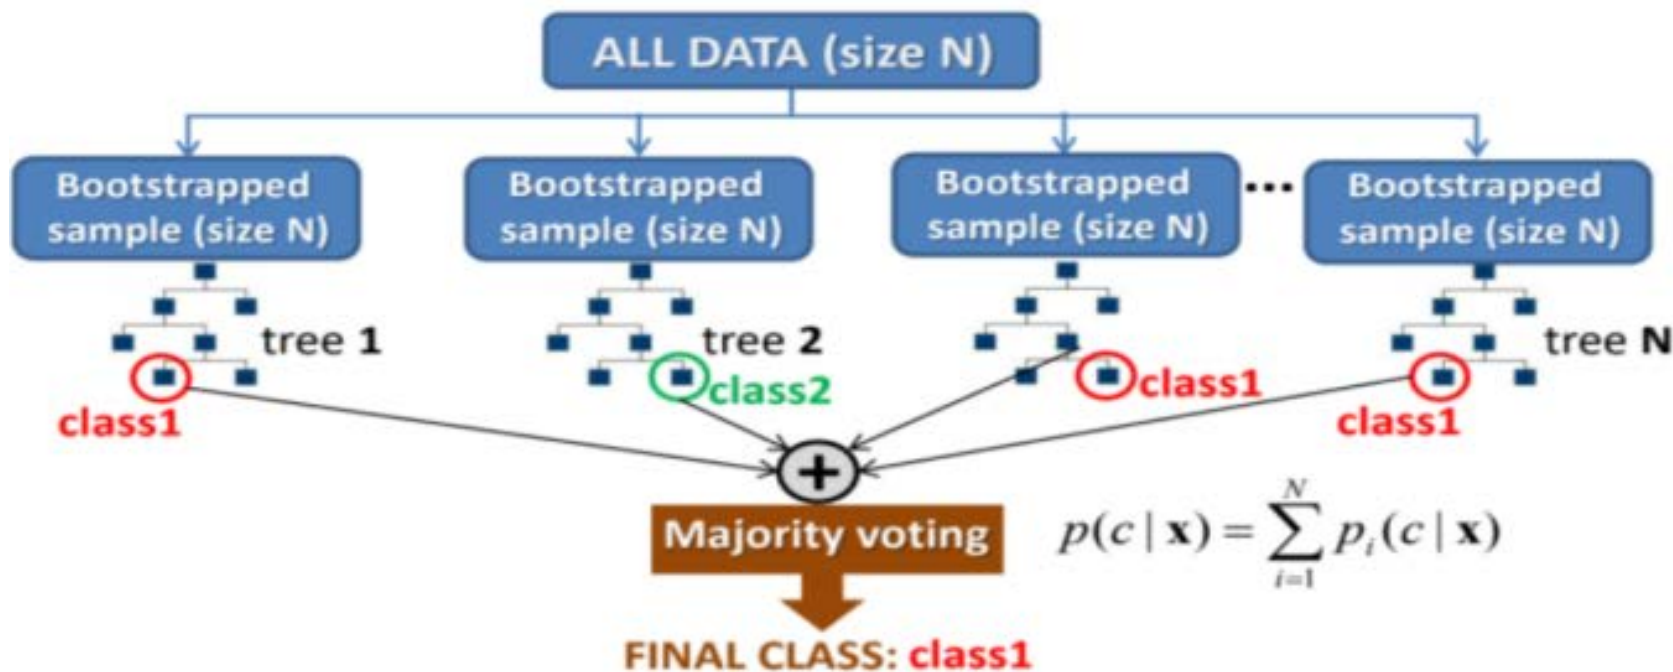 ALL DATA (size N)
Bootstrapped
sample (size N)
Bootstrapped
sample (size N)
Bootstrapped
sample (size N)
...
Bootstrapped
sample (size N)
tree 1
tree 2
tree N
class1
class2
class1
class1
+
Majority voting
p(c | x) = ∑_{i=1}^{N} p_i(c | x)
FINAL CLASS: class1